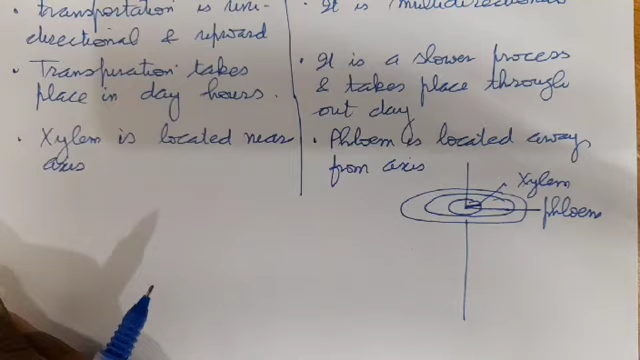 · transportation is uni-
directional & upward
· Transpiration takes
place in day hours.
· Xylem is located near
axis
· It is multidirectional
· It is a slower process
& takes place through
out day
· Phloem is located away
from axis
Xylem
phloem